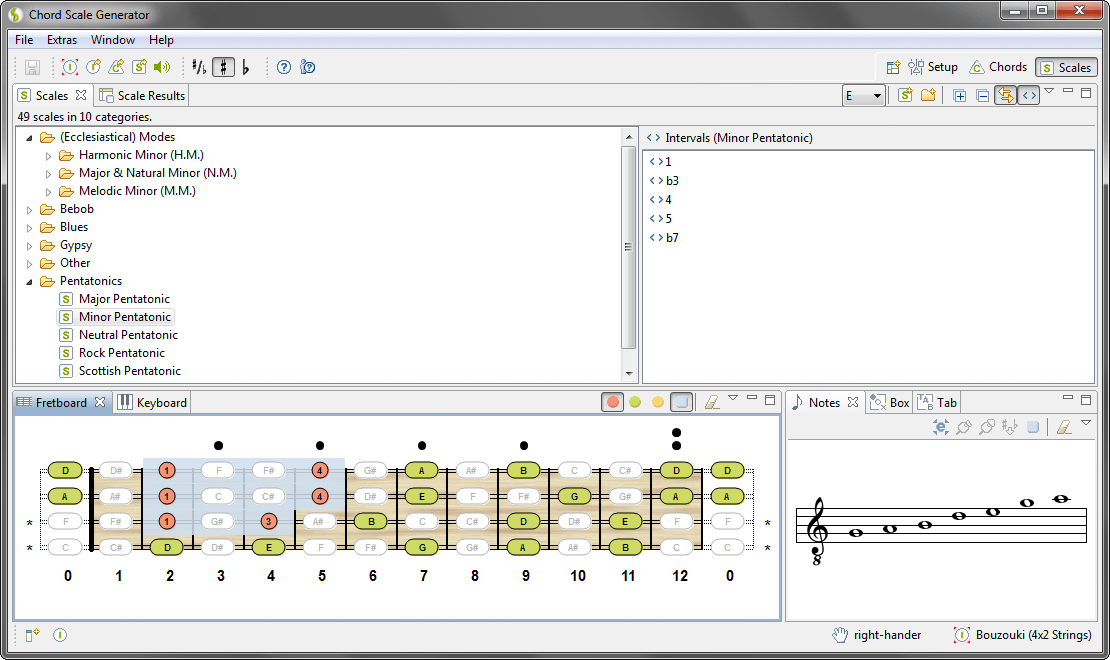 Chord Scale Generator
File Extras Window Help
Setup Chords Scales
Scales Scale Results E
49 scales in 10 categories.
(Ecclesiastical) Modes
Harmonic Minor (H.M.)
Major & Natural Minor (N.M.)
Melodic Minor (M.M.)
Bebob
Blues
Gypsy
Other
Pentatonics
Major Pentatonic
Minor Pentatonic
Neutral Pentatonic
Rock Pentatonic
Scottish Pentatonic
Intervals (Minor Pentatonic)
1
b3
4
5
b7
Fretboard Keyboard
D D# 1 F F# 4 G# A A# B C C# D D
A A# 1 C C# 4 D# E F F# G G# A A
* F F# 1 G# 3 A# B C C# D D# E F F *
* C C# D D# E F F# G G# A A# B C C *
0 1 2 3 4 5 6 7 8 9 10 11 12 0
Notes Box Tab
8
right-hander Bouzouki (4x2 Strings)